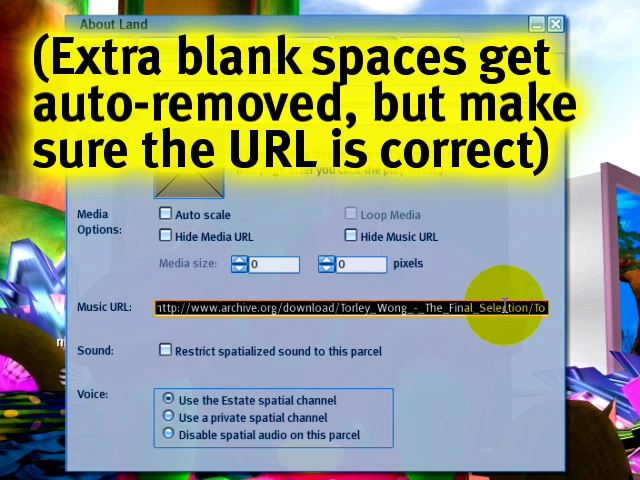 About Land
(Extra blank spaces get
auto-removed, but make
sure the URL is correct)
Media
Options:
Auto scale
Loop Media
Hide Media URL
Hide Music URL
Media size:
0
0
pixels
Music URL:
http://www.archive.org/download/Torley_Wong_-_The_Final_Selection/To
Sound:
Restrict spatialized sound to this parcel
Voice:
Use the Estate spatial channel
Use a private spatial channel
Disable spatial audio on this parcel